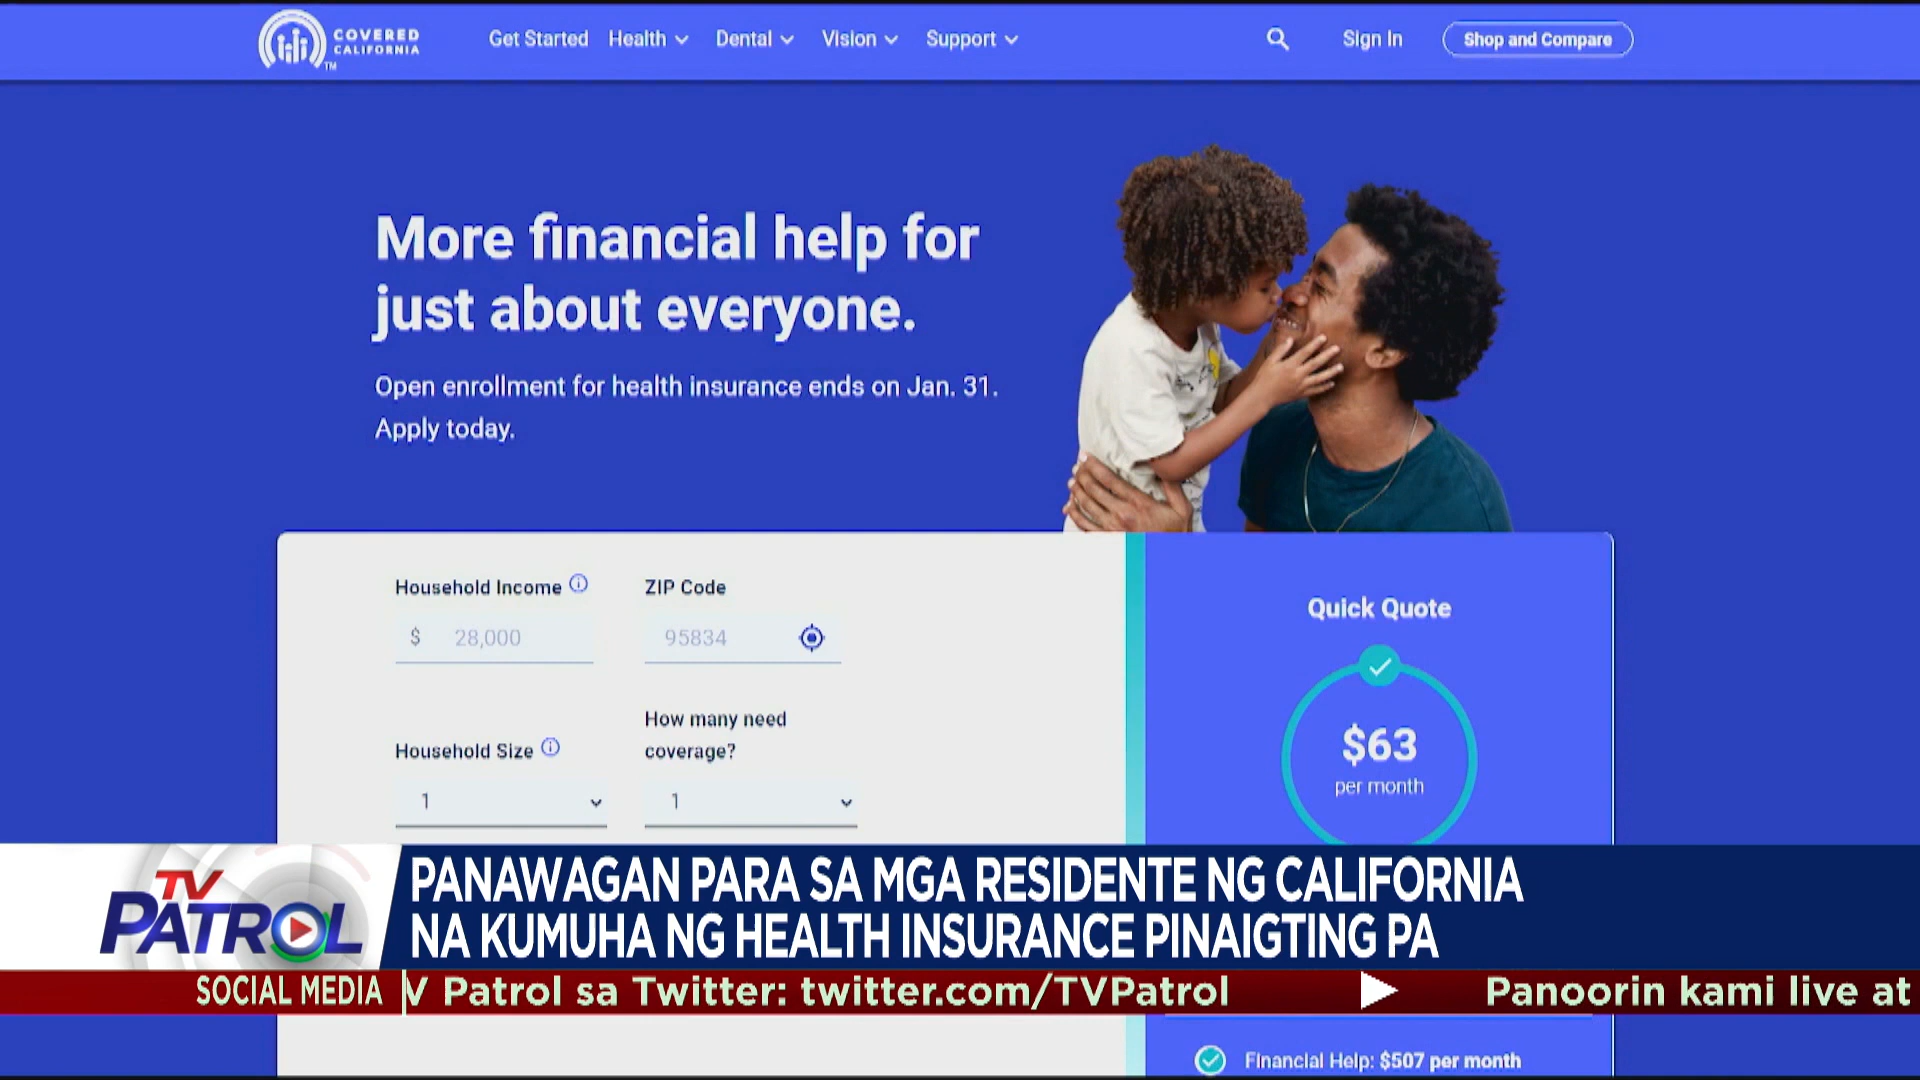 COVERED
CALIFORNIA
TM
Get Started Health Dental Vision Support Sign In Shop and Compare
More financial help for
just about everyone.
Open enrollment for health insurance ends on Jan. 31.
Apply today.
Household Income
$ 28,000
ZIP Code
95834
Household Size
1
How many need
coverage?
1
Quick Quote
$63
per month
TV
PATROL
PANAWAGAN PARA SA MGA RESIDENTE NG CALIFORNIA
NA KUMUHA NG HEALTH INSURANCE PINAIGTING PA
SOCIAL MEDIA V Patrol sa Twitter: twitter.com/TVPatrol Panoorin kami live at
Financial Help: $507 per month